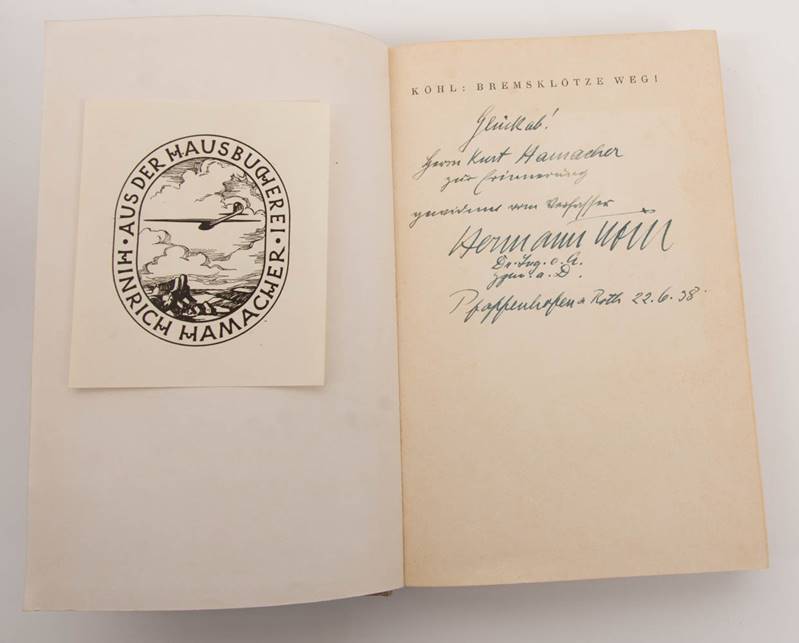 AUS DER HAUSBUCHEREI · HINRICH HAMACHER ·
KÖHL: BREMSKLÖTZE WEG!
Glückab!
Herrn Kurt Hamacher
zur Erinnerung
gewidmet vom Verfasser
Hermann Köhl
Dr. Ing. e. h.
a. D.
Pfaffenhofen a Roth 22.6.38.